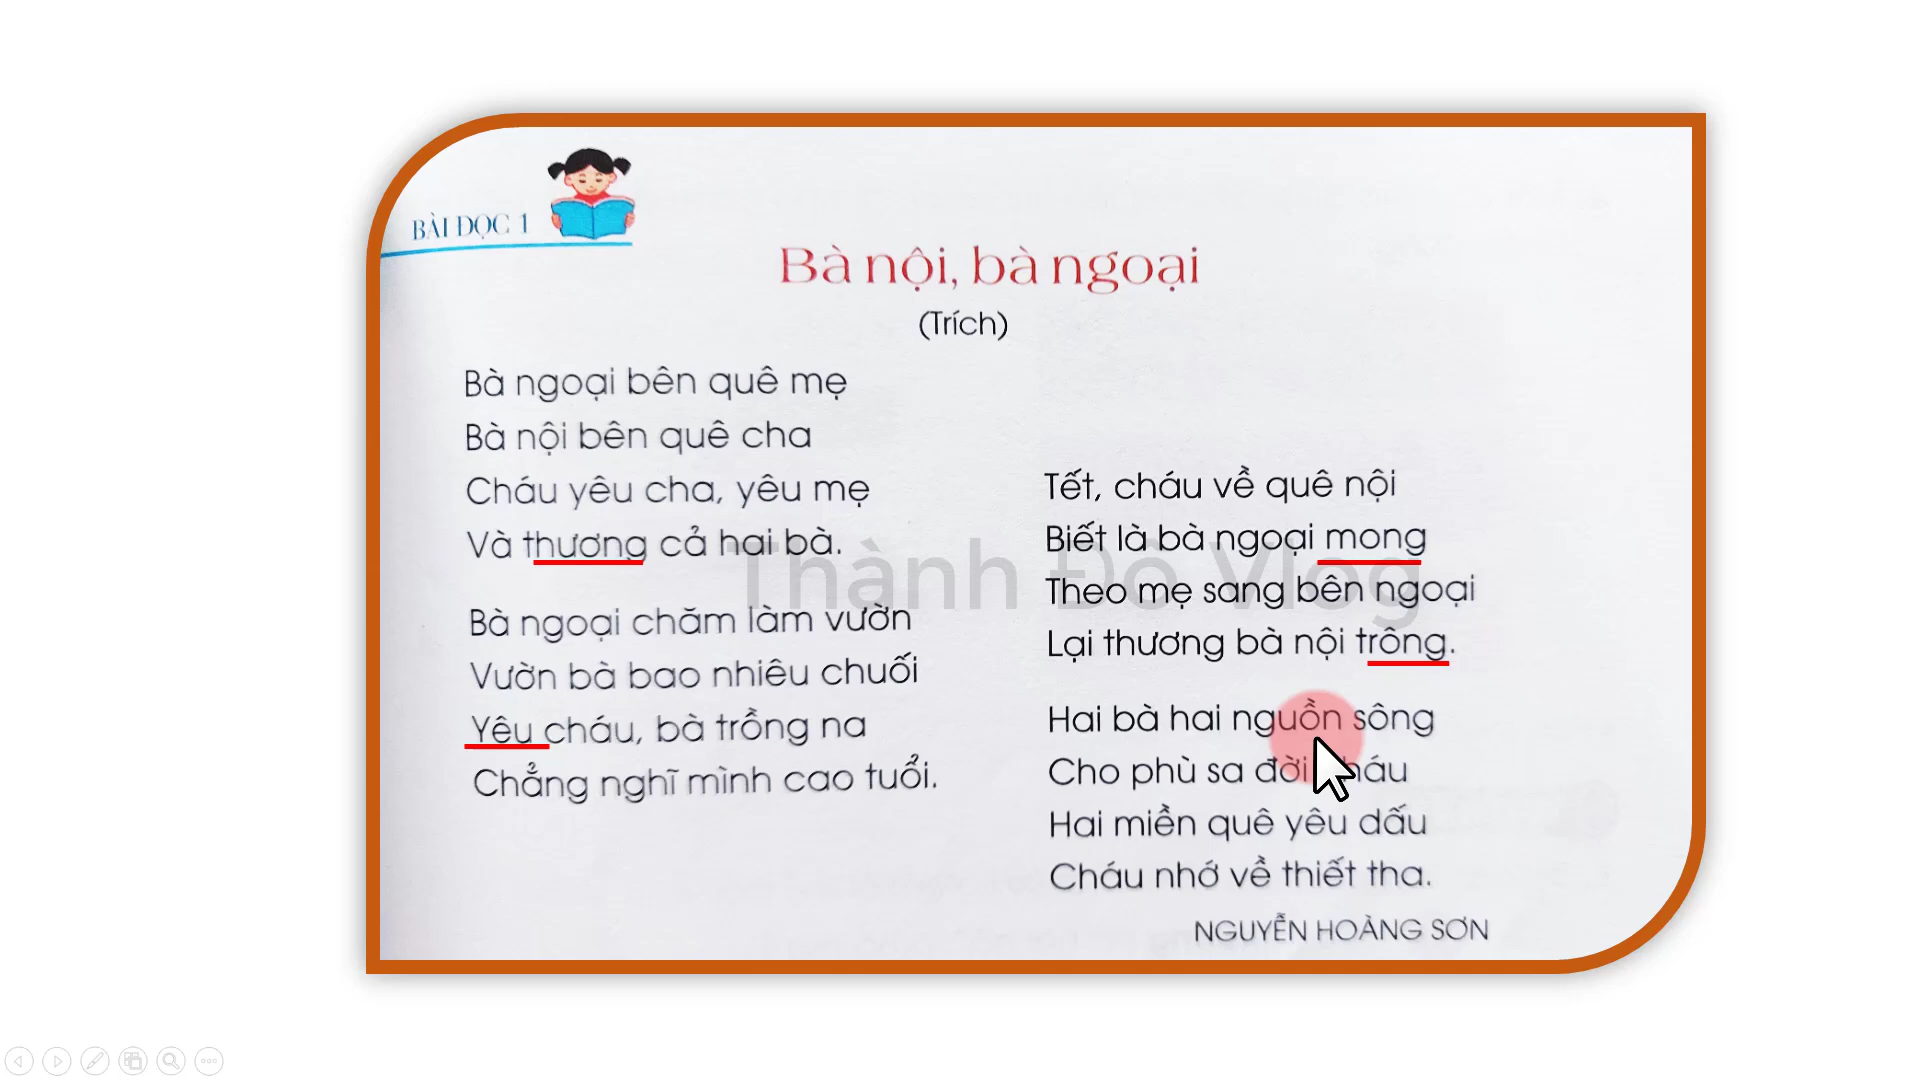 BÀI ĐỌC 1
Bà nội, bà ngoại
(Trích)
Bà ngoại bên quê mẹ
Bà nội bên quê cha
Cháu yêu cha, yêu mẹ
Và thương cả hai bà.
Bà ngoại chăm làm vườn
Vườn bà bao nhiêu chuối
Yêu cháu, bà trồng na
Chẳng nghĩ mình cao tuổi.
Tết, cháu về quê nội
Biết là bà ngoại mong
Theo mẹ sang bên ngoại
Lại thương bà nội trông.
Hai bà hai nguồn sông
Cho phù sa đời cháu
Hai miền quê yêu dấu
Cháu nhớ về thiết tha.
NGUYỄN HOÀNG SƠN
Thành Đô Vlog